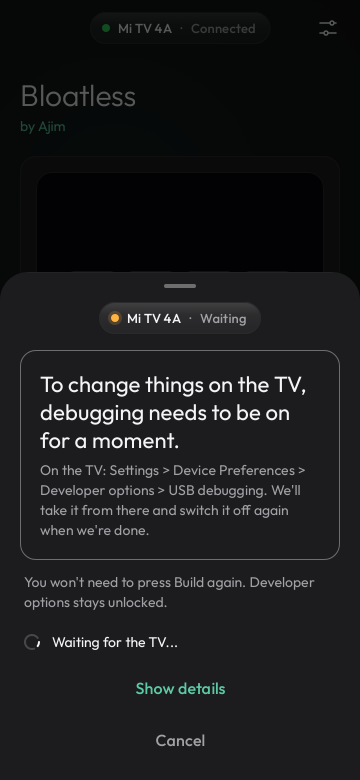 Mi TV 4A · Connected
Bloatless
by Ajim
Mi TV 4A · Waiting
To change things on the TV,
debugging needs to be on
for a moment.
On the TV: Settings > Device Preferences >
Developer options > USB debugging. We'll
take it from there and switch it off again
when we're done.
You won't need to press Build again. Developer
options stays unlocked.
Waiting for the TV...
Show details
Cancel